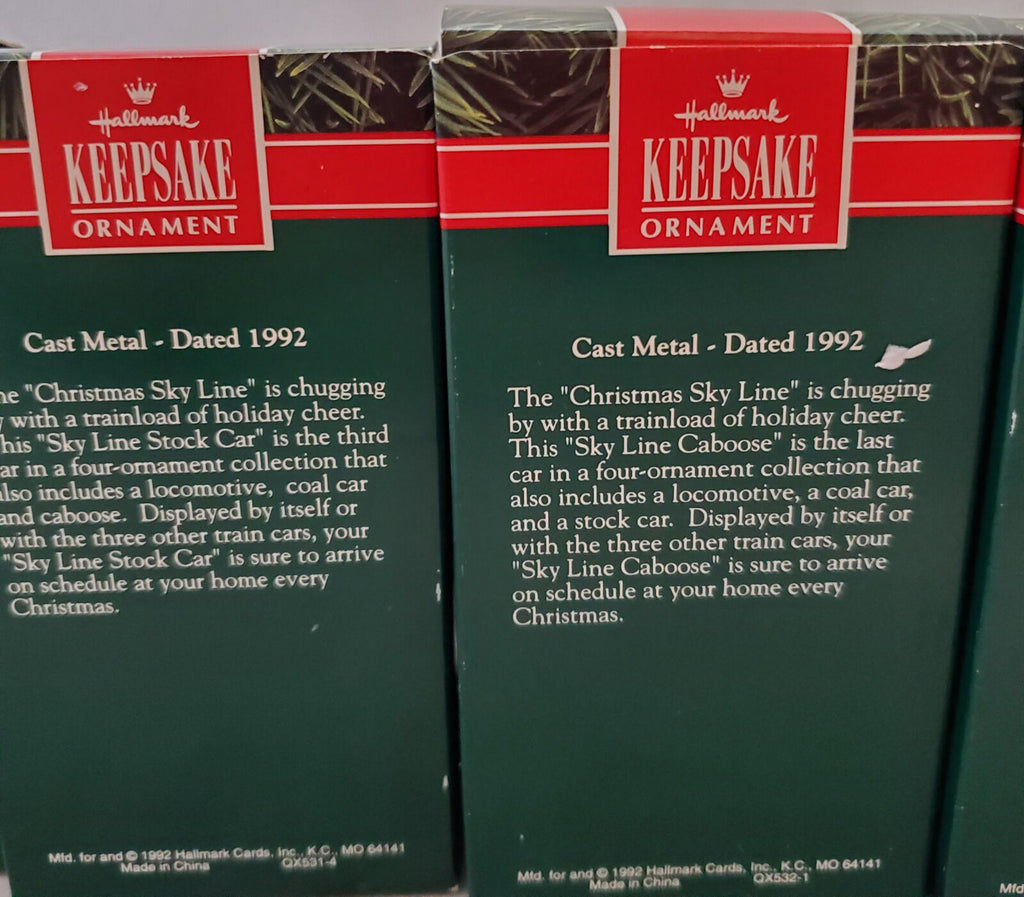 Hallmark
KEEPSAKE
ORNAMENT
Cast Metal - Dated 1992
"Christmas Sky Line" is chugging
with a trainload of holiday cheer.
"Sky Line Stock Car" is the third
in a four-ornament collection that
includes a locomotive, coal car
and caboose. Displayed by itself or
with the three other train cars, your
"Sky Line Stock Car" is sure to arrive
on schedule at your home every
Christmas.
Mfd. for and © 1992 Hallmark Cards, Inc., K.C., MO 64141
Made in China QX531-4
Hallmark
KEEPSAKE
ORNAMENT
Cast Metal - Dated 1992
The "Christmas Sky Line" is chugging
by with a trainload of holiday cheer.
This "Sky Line Caboose" is the last
car in a four-ornament collection that
also includes a locomotive, a coal car,
and a stock car. Displayed by itself or
with the three other train cars, your
"Sky Line Caboose" is sure to arrive
on schedule at your home every
Christmas.
Mfd. for and © 1992 Hallmark Cards, Inc., K.C., MO 64141
Made in China QX532-1
Mfd